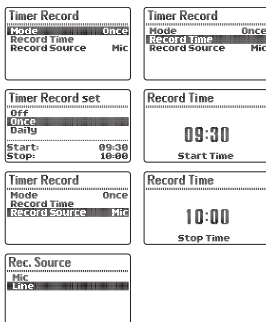 Timer Record
Mode Once
Record Time
Record Source Mic
Timer Record
Mode Once
Record Time
Record Source Mic
Timer Record set
Off
Once
Daily
Start: 09:30
Stop: 10:00
Record Time
09:30
Start Time
Timer Record
Mode Once
Record Time
Record Source Mic
Record Time
10:00
Stop Time
Rec. Source
Mic
Line